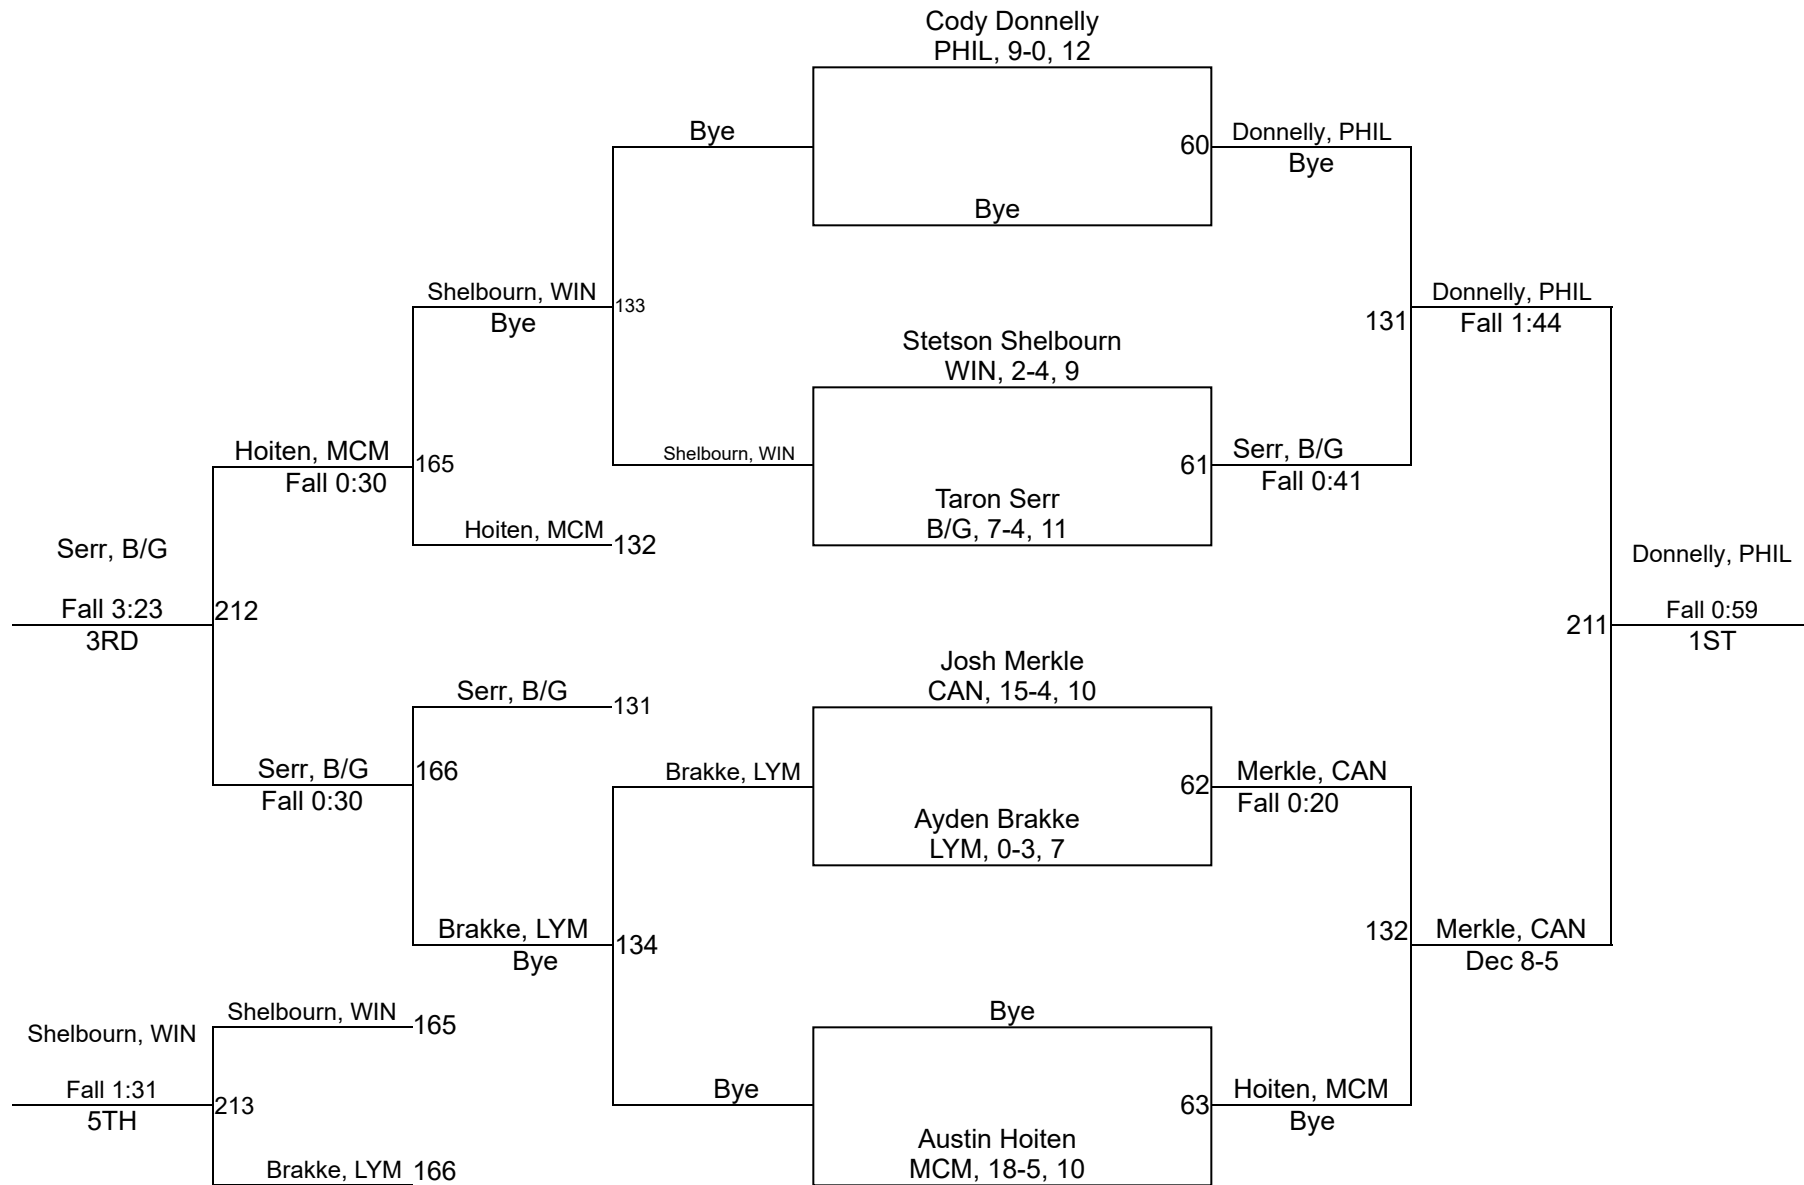 Cody Donnelly
PHIL, 9-0, 12
Bye
60
Donnelly, PHIL
Bye
Bye
Shelbourn, WIN
Bye
133
Donnelly, PHIL
Fall 1:44
131
Stetson Shelbourn
WIN, 2-4, 9
Hoiten, MCM
Fall 0:30
165
Shelbourn, WIN
61
Serr, B/G
Fall 0:41
Taron Serr
B/G, 7-4, 11
Hoiten, MCM
132
Serr, B/G
Fall 3:23
3RD
212
Donnelly, PHIL
Fall 0:59
1ST
211
Josh Merkle
CAN, 15-4, 10
Serr, B/G
131
Serr, B/G
Fall 0:30
166
Brakke, LYM
62
Merkle, CAN
Fall 0:20
Ayden Brakke
LYM, 0-3, 7
Brakke, LYM
Bye
134
132
Merkle, CAN
Dec 8-5
Shelbourn, WIN
165
Bye
Shelbourn, WIN
Fall 1:31
5TH
213
Bye
63
Hoiten, MCM
Bye
Austin Hoiten
MCM, 18-5, 10
Brakke, LYM
166